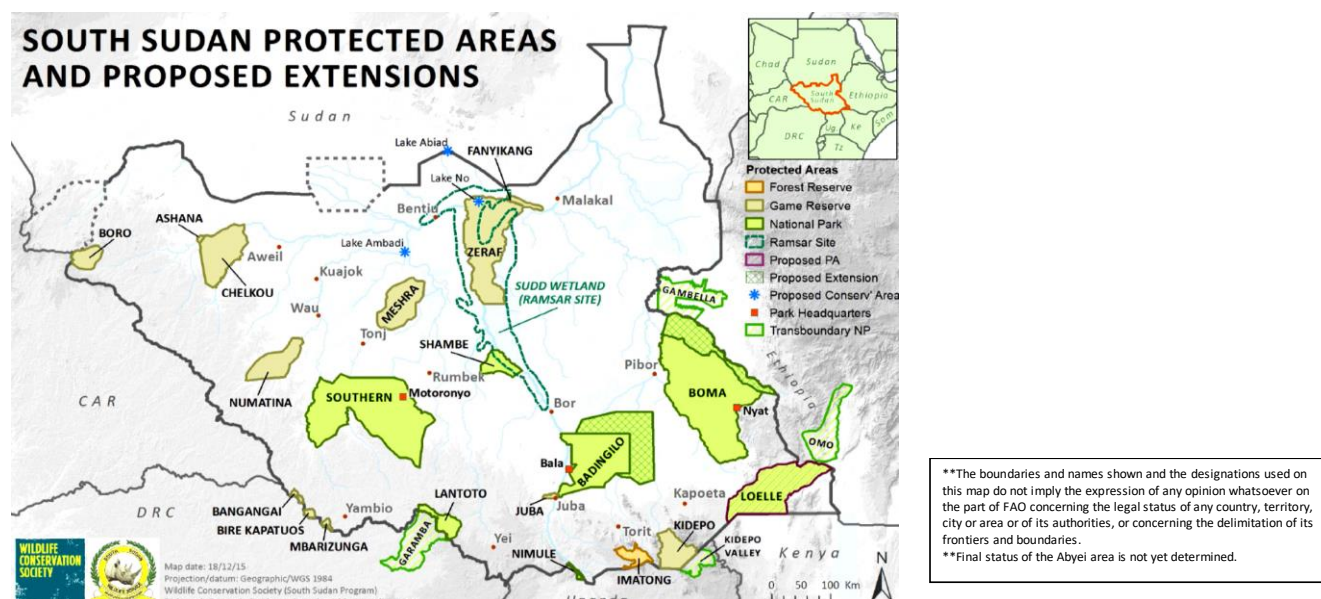 SOUTH SUDAN PROTECTED AREAS
AND PROPOSED EXTENSIONS
Sudan
Chad
Sudan
CAR
South
Sudan
Ethiopia
DRC
Ug
Ke
Som
Tz
Protected Areas
Forest Reserve
Game Reserve
National Park
Ramsar Site
Proposed PA
Proposed Extension
Proposed Conserv' Area
Park Headquarters
Transboundary NP
Lake Abiad
FANYIKANG
Lake No
Bentiu
Malakal
ASHANA
BORO
Aweil
Lake Ambadi
ZERAF
CHELKOU
Kuajok
MESHRA
SUDD WETLAND
(RAMSAR SITE)
GAMBELLA
Wau
Tonj
SHAMBE
Pibor
Ethiopia
NUMATINA
Rumbek
CAR
SOUTHERN
Motoronyo
Bor
BOMA
Nyat
OMO
Bala
BADINGILO
LOELLE
DRC
BANGANGAI
BIRE KAPATUOS
MBARIZUNGA
Yambio
LANTOTO
GARAMBA
JUBA
Juba
Kapoeta
Torit
KIDEPO
Yei
NIMULE
IMATONG
KIDEPO
VALLEY
Kenya
N
WILDLIFE
CONSERVATION
SOCIETY
Map date: 18/12/15
Projection/datum: Geographic/WGS 1984
Wildlife Conservation Society (South Sudan Program)
0 50 100 Km
**The boundaries and names shown and the designations used on
this map do not imply the expression of any opinion whatsoever on
the part of FAO concerning the legal status of any country, territory,
city or area or of its authorities, or concerning the delimitation of its
frontiers and boundaries.
**Final status of the Abyei area is not yet determined.